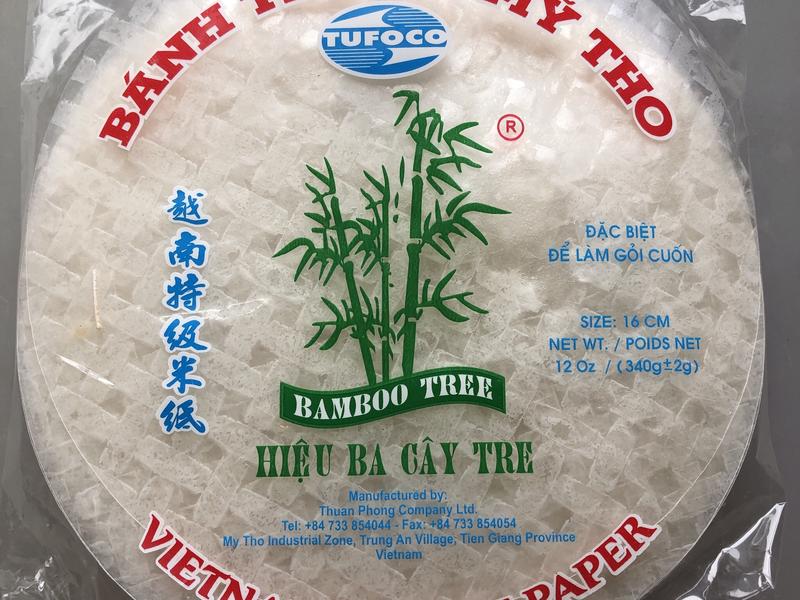 TUFOCO
BÁNH MỸ THO
®
越南特级米纸
ĐẶC BIỆT
ĐỂ LÀM GỎI CUỐN
SIZE: 16 CM
NET WT. / POIDS NET
12 Oz / (340g±2g)
BAMBOO TREE
HIỆU BA CÂY TRE
Manufactured by:
Thuan Phong Company Ltd.
Tel: +84 733 854044 - Fax: +84 733 854054
My Tho Industrial Zone, Trung An Village, Tien Giang Province
Vietnam
PAPER